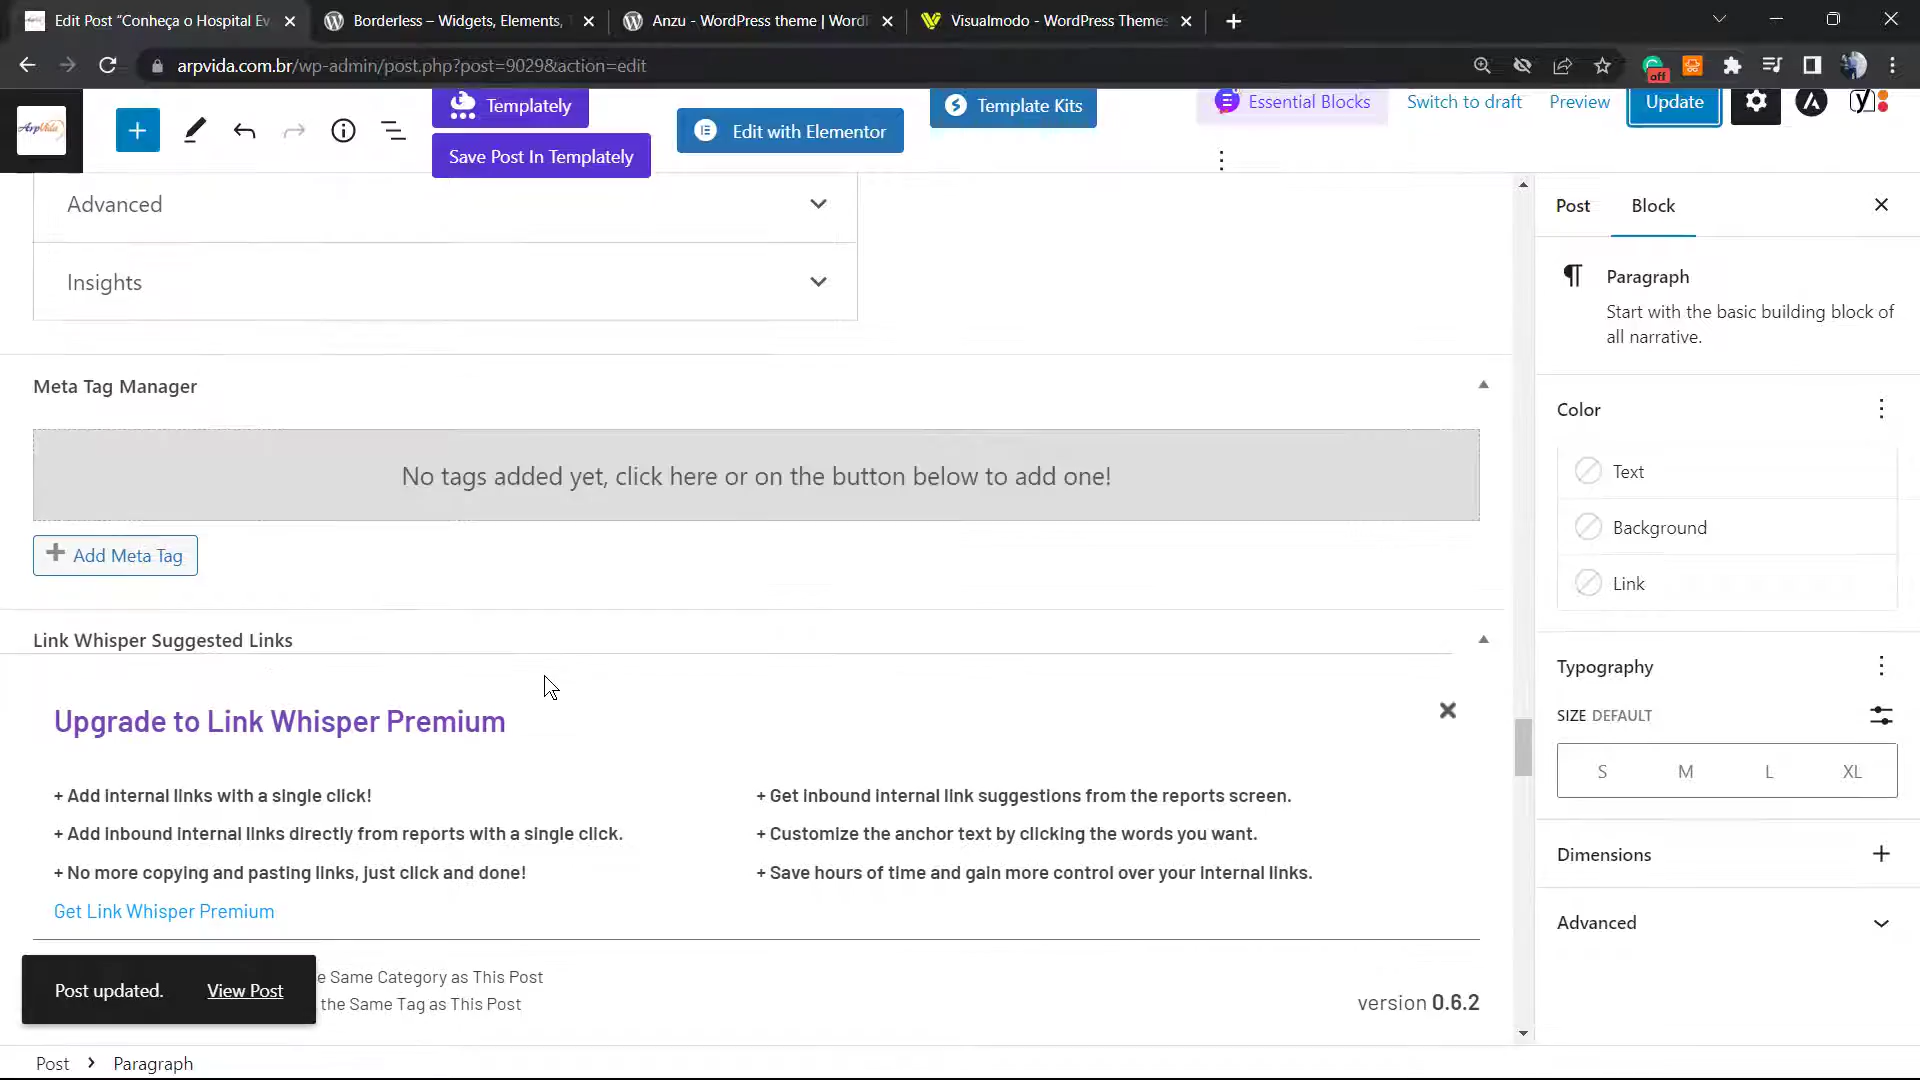 Edit Post “Conheça o Hospital Ev
Borderless – Widgets, Elements,
Anzu - WordPress theme | Word
Visualmodo - WordPress Themes
arpvida.com.br/wp-admin/post.php?post=9029&action=edit
off
ArpVida
Templately
Save Post In Templately
Edit with Elementor
Template Kits
Essential Blocks
Switch to draft
Preview
Update
Advanced
Insights
Meta Tag Manager
No tags added yet, click here or on the button below to add one!
Add Meta Tag
Link Whisper Suggested Links
Upgrade to Link Whisper Premium
+ Add internal links with a single click!
+ Add inbound internal links directly from reports with a single click.
+ No more copying and pasting links, just click and done!
+ Get inbound internal link suggestions from the reports screen.
+ Customize the anchor text by clicking the words you want.
+ Save hours of time and gain more control over your internal links.
Get Link Whisper Premium
e Same Category as This Post
the Same Tag as This Post
version 0.6.2
Post updated.
View Post
Post
Paragraph
Post
Block
Paragraph
Start with the basic building block of
all narrative.
Color
Text
Background
Link
Typography
SIZE DEFAULT
S
M
L
XL
Dimensions
Advanced